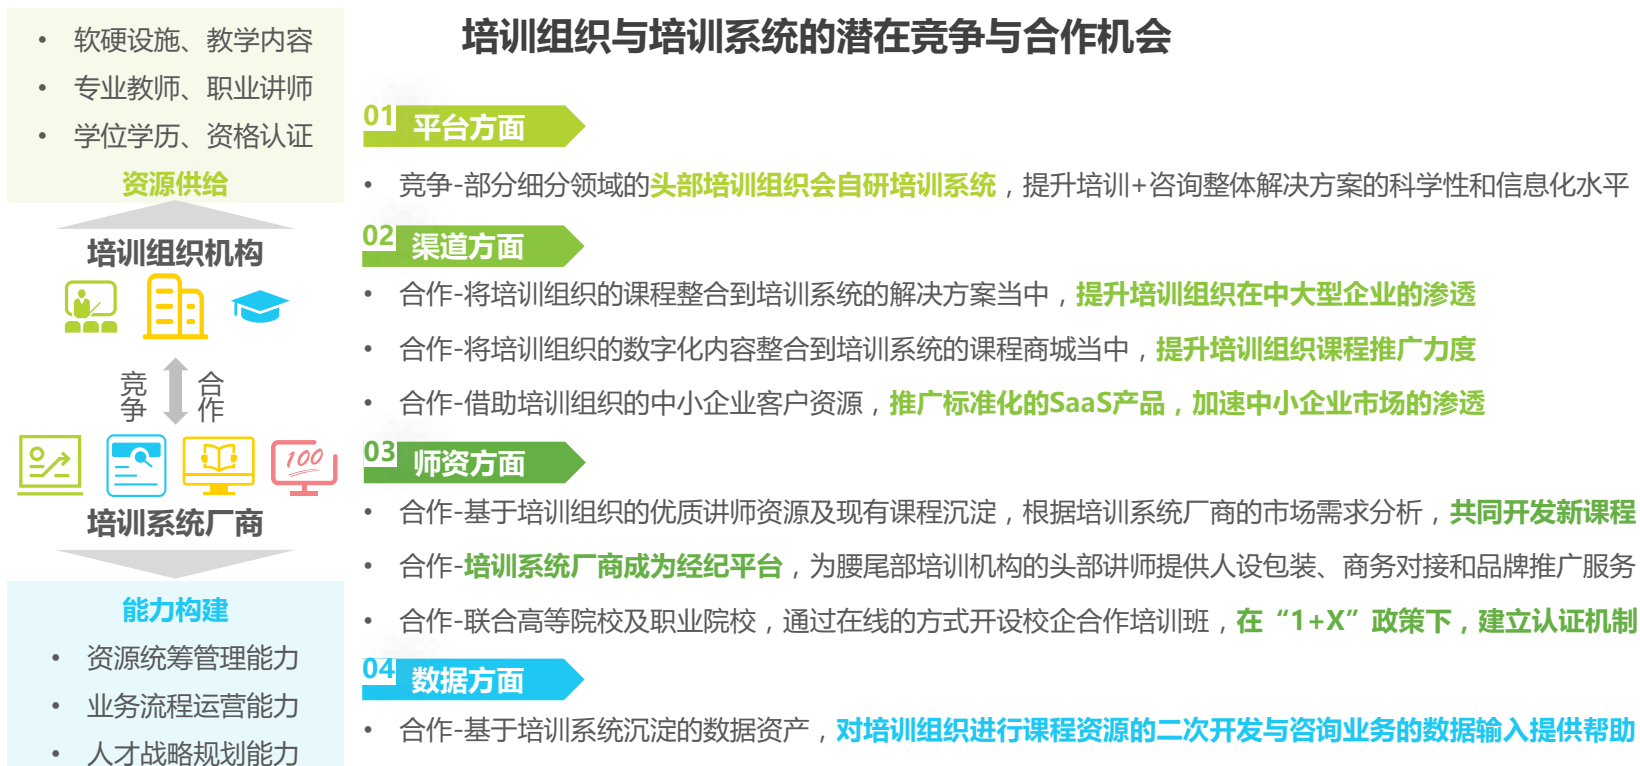 培训组织与培训系统的潜在竞争与合作机会
• 软硬设施、教学内容
• 专业教师、职业讲师
• 学位学历、资格认证
资源供给
培训组织机构
竞争
合作
100
培训系统厂商
能力构建
• 资源统筹管理能力
• 业务流程运营能力
• 人才战略规划能力
01 平台方面
• 竞争-部分细分领域的头部培训组织会自研培训系统，提升培训+咨询整体解决方案的科学性和信息化水平
02 渠道方面
• 合作-将培训组织的课程整合到培训系统的解决方案当中，提升培训组织在中大型企业的渗透
• 合作-将培训组织的数字化内容整合到培训系统的课程商城当中，提升培训组织课程推广力度
• 合作-借助培训组织的中小企业客户资源，推广标准化的SaaS产品，加速中小企业市场的渗透
03 师资方面
• 合作-基于培训组织的优质讲师资源及现有课程沉淀，根据培训系统厂商的市场需求分析，共同开发新课程
• 合作-培训系统厂商成为经纪平台，为腰尾部培训机构的头部讲师提供人设包装、商务对接和品牌推广服务
• 合作-联合高等院校及职业院校，通过在线的方式开设校企合作培训班，在“1+X”政策下，建立认证机制
04 数据方面
• 合作-基于培训系统沉淀的数据资产，对培训组织进行课程资源的二次开发与咨询业务的数据输入提供帮助